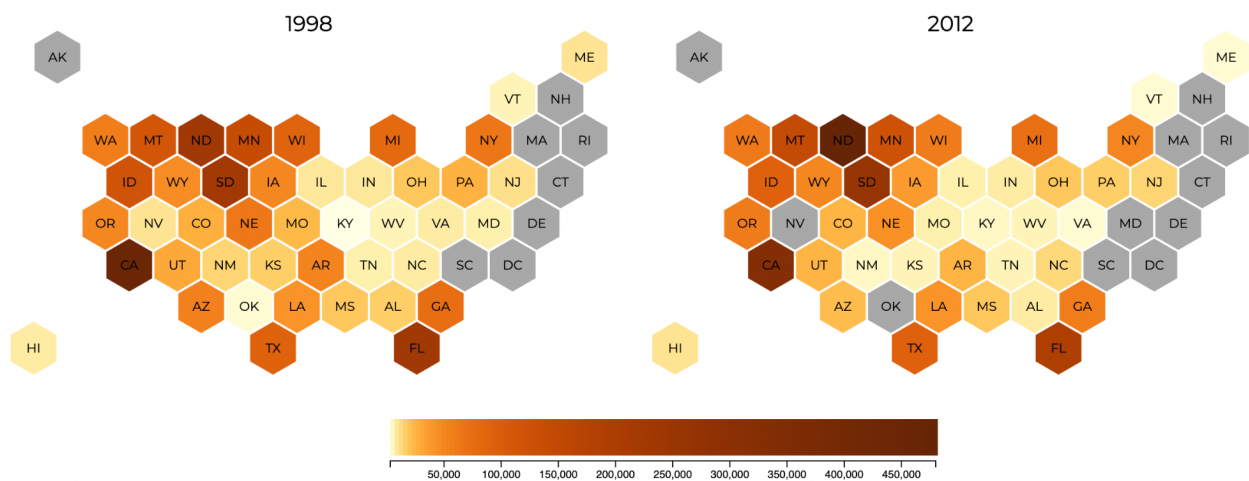 1998
AK ME
VT NH
WA MT ND MN WI MI NY MA RI
ID WY SD IA IL IN OH PA NJ CT
OR NV CO NE MO KY WV VA MD DE
CA UT NM KS AR TN NC SC DC
AZ OK LA MS AL GA
HI TX FL
2012
AK ME
VT NH
WA MT ND MN WI MI NY MA RI
ID WY SD IA IL IN OH PA NJ CT
OR NV CO NE MO KY WV VA MD DE
CA UT NM KS AR TN NC SC DC
AZ OK LA MS AL GA
HI TX FL
50,000 100,000 150,000 200,000 250,000 300,000 350,000 400,000 450,000